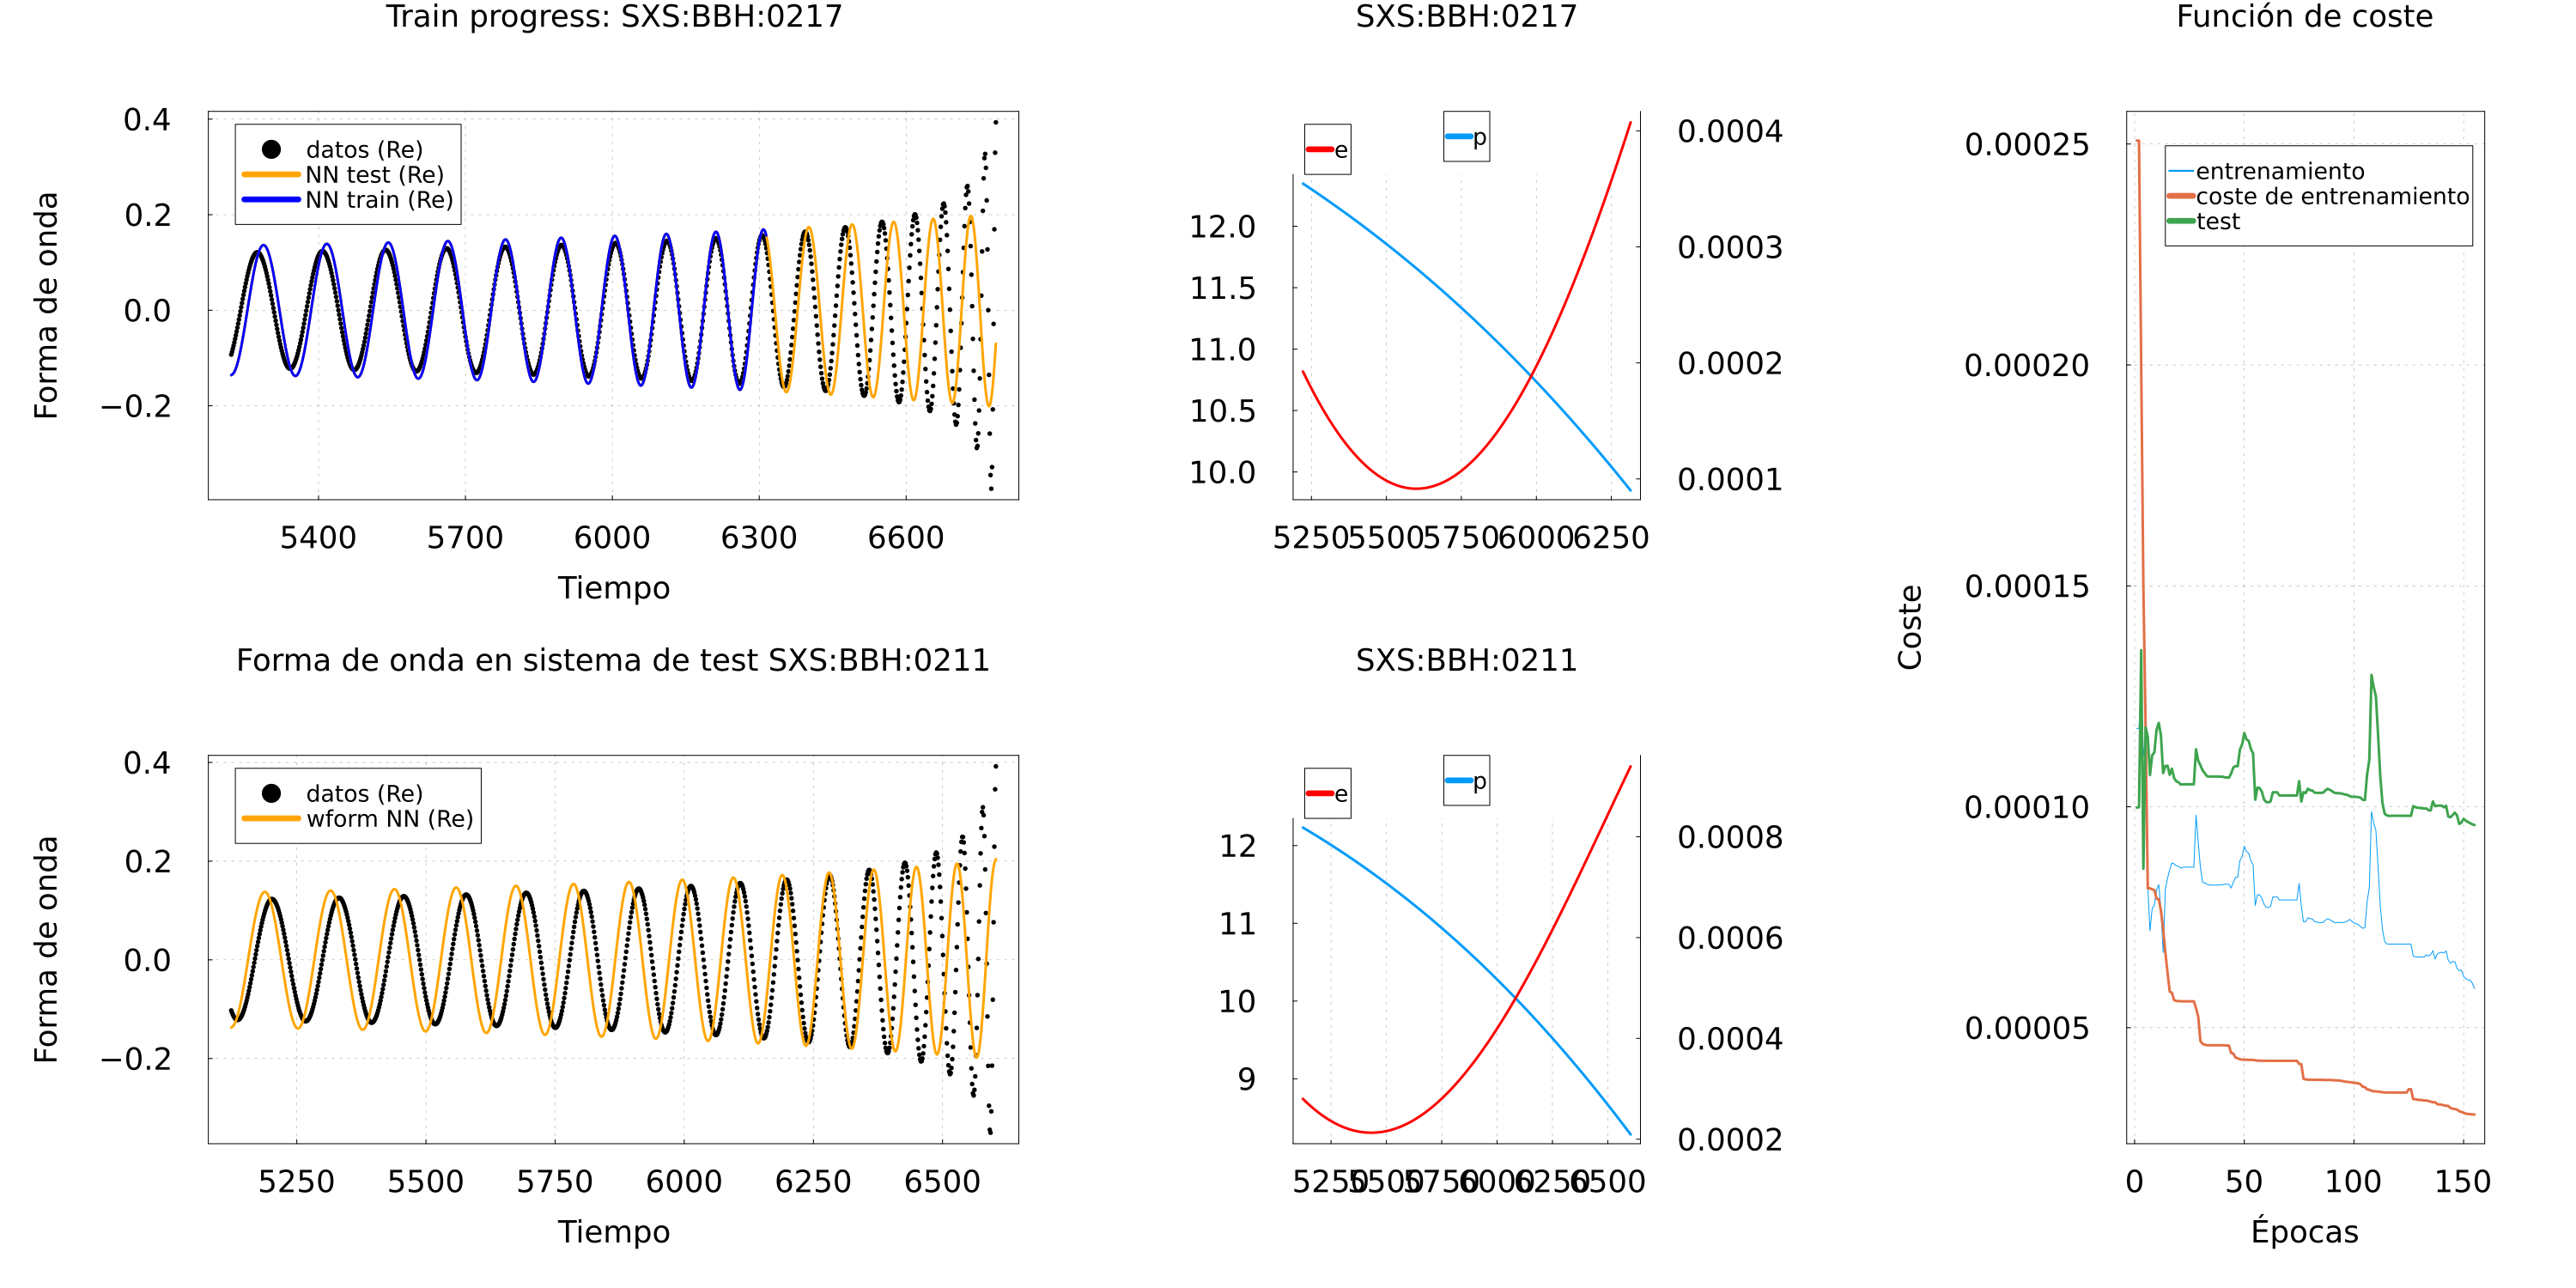 Train progress: SXS:BBH:0217
0.4
0.2
0.0
−0.2
Forma de onda
datos (Re)
NN test (Re)
NN train (Re)
5400 5700 6000 6300 6600
Tiempo
SXS:BBH:0217
e
p
12.0
11.5
11.0
10.5
10.0
0.0004
0.0003
0.0002
0.0001
5250 5500 5750 6000 6250
Forma de onda en sistema de test SXS:BBH:0211
0.4
0.2
0.0
−0.2
Forma de onda
datos (Re)
wform NN (Re)
5250 5500 5750 6000 6250 6500
Tiempo
SXS:BBH:0211
e
p
12
11
10
9
0.0008
0.0006
0.0004
0.0002
5250 5500 5750 6000 6250 6500
Función de coste
0.00025
0.00020
0.00015
0.00010
0.00005
Coste
entrenamiento
coste de entrenamiento
test
0 50 100 150
Épocas